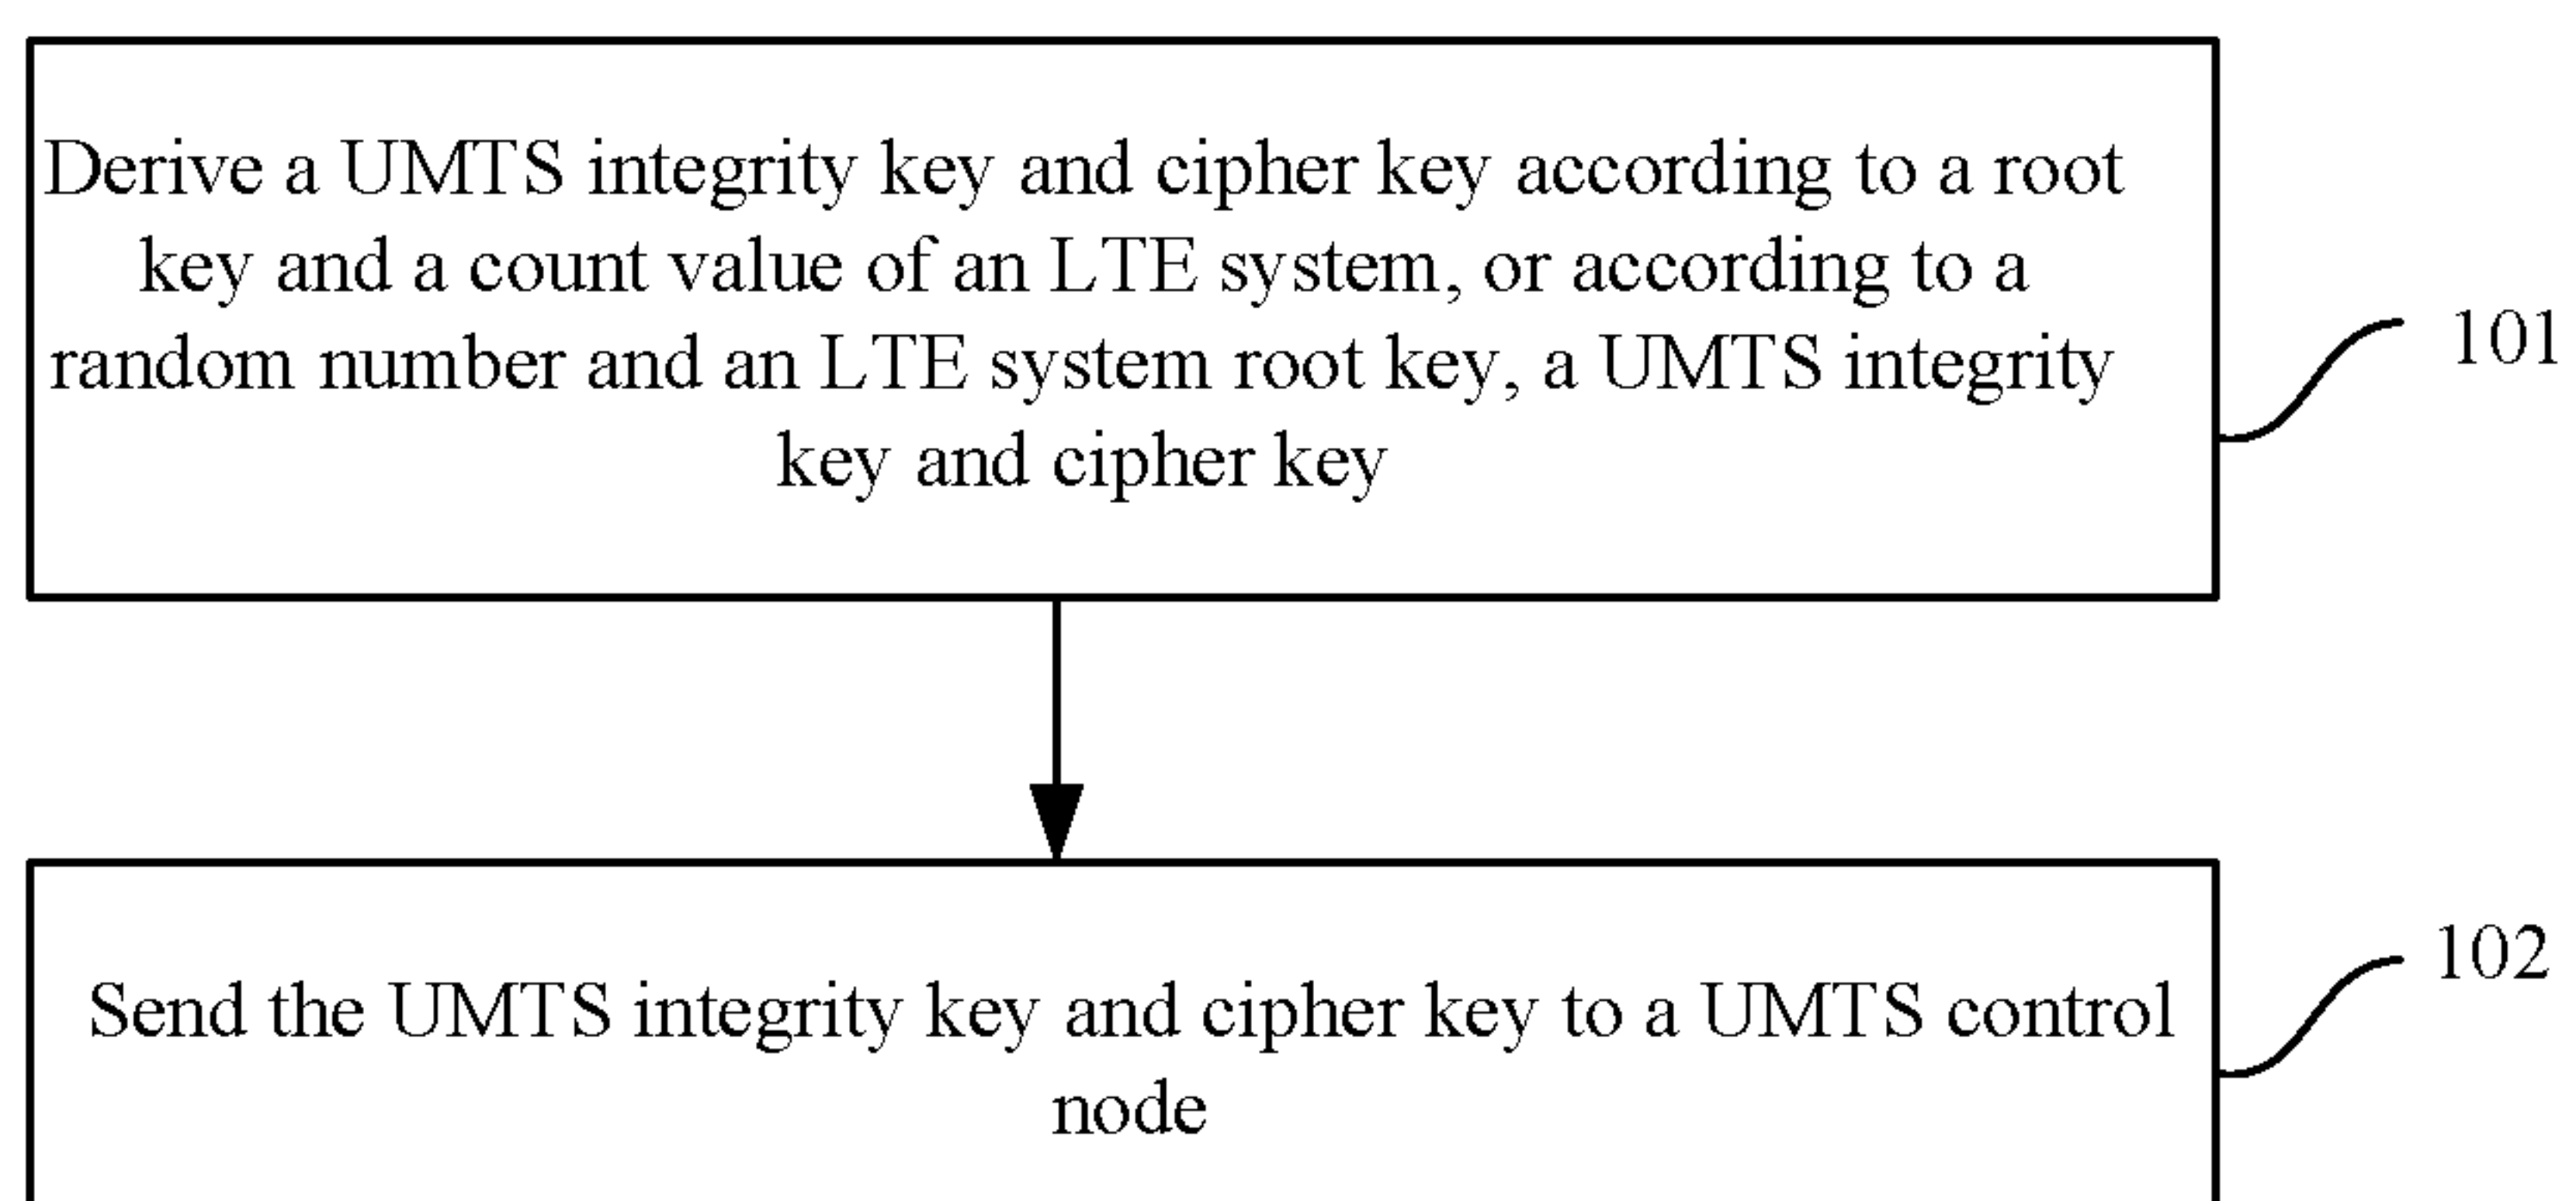 Derive a UMTS integrity key and cipher key according to a root
key and a count value of an LTE system, or according to a
random number and an LTE system root key, a UMTS integrity
key and cipher key
101
Send the UMTS integrity key and cipher key to a UMTS control
node
102